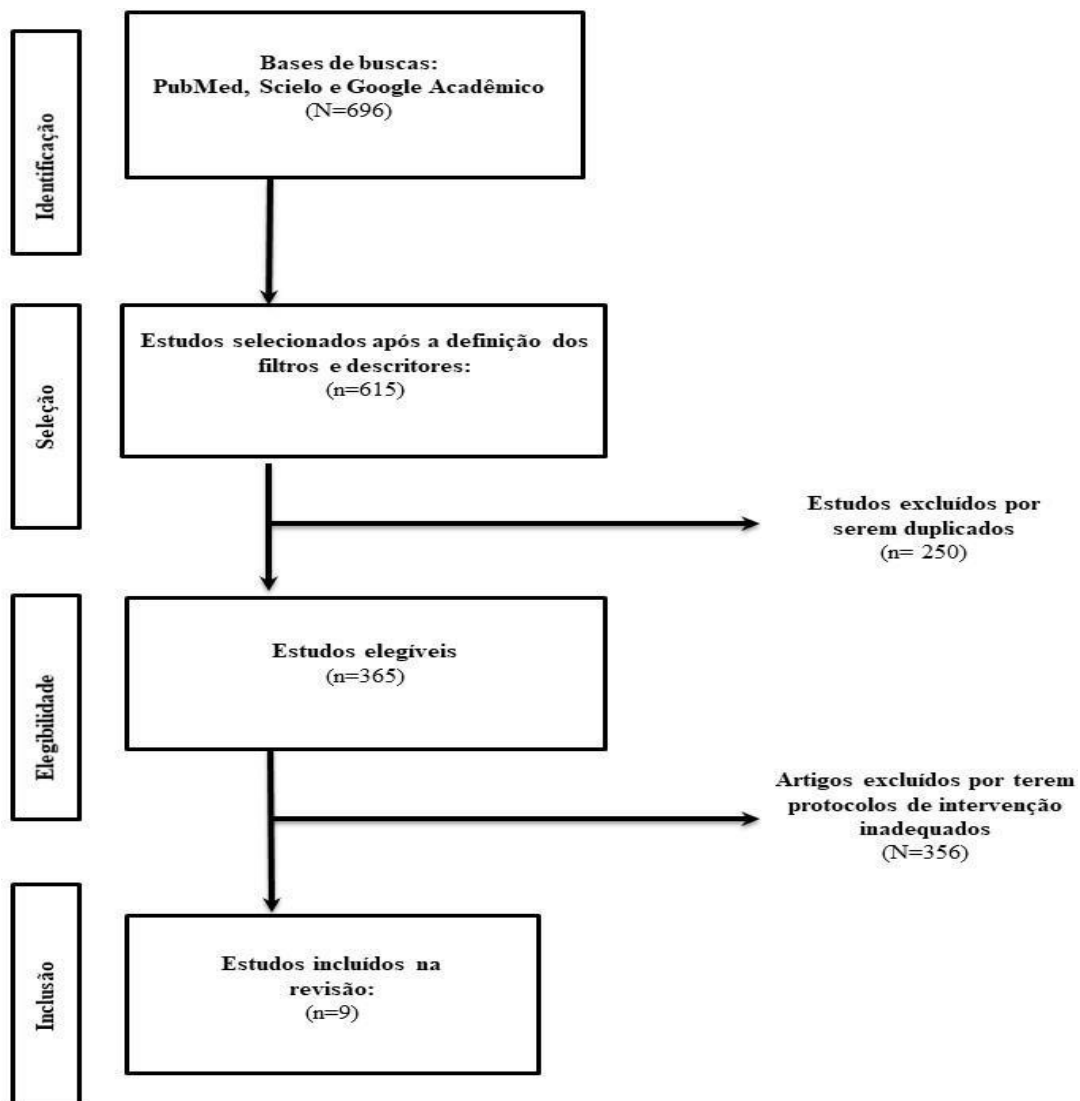 Identificação
Bases de buscas:
PubMed, Scielo e Google Acadêmico
(N=696)
Seleção
Estudos selecionados após a definição dos
filtros e descritores:
(n=615)
Estudos excluídos por
serem duplicados
(n= 250)
Elegibilidade
Estudos elegíveis
(n=365)
Artigos excluídos por terem
protocolos de intervenção
inadequados
(N=356)
Inclusão
Estudos incluídos na
revisão:
(n=9)